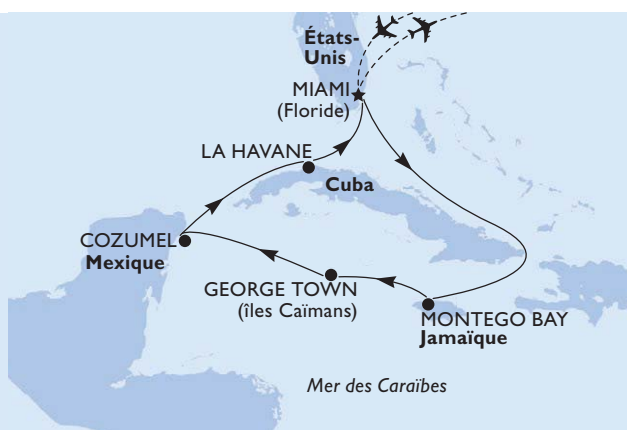 États-
Unis
MIAMI
(Floride)
LA HAVANE
Cuba
COZUMEL
Mexique
GEORGE TOWN
(îles Caïmans)
MONTEGO BAY
Jamaïque
Mer des Caraïbes